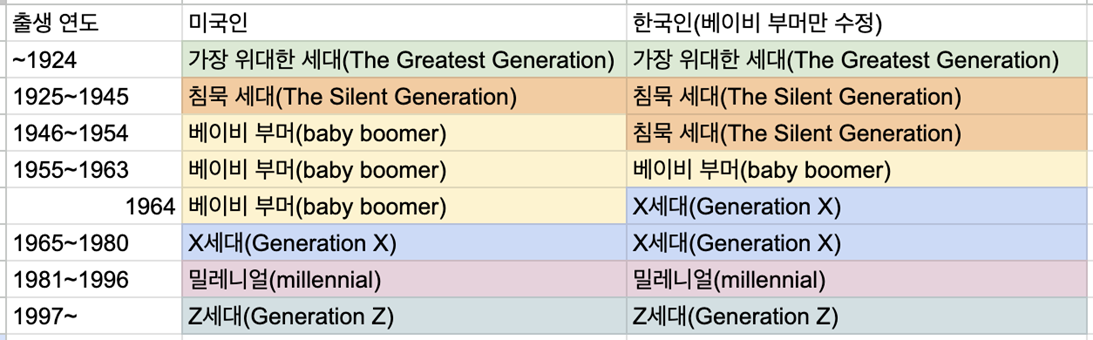 출생 연도 미국인 한국인(베이비 부머만 수정)
~1924 가장 위대한 세대(The Greatest Generation) 가장 위대한 세대(The Greatest Generation)
1925~1945 침묵 세대(The Silent Generation) 침묵 세대(The Silent Generation)
1946~1954 베이비 부머(baby boomer) 침묵 세대(The Silent Generation)
1955~1963 베이비 부머(baby boomer) 베이비 부머(baby boomer)
1964 베이비 부머(baby boomer) X세대(Generation X)
1965~1980 X세대(Generation X) X세대(Generation X)
1981~1996 밀레니얼(millennial) 밀레니얼(millennial)
1997~ Z세대(Generation Z) Z세대(Generation Z)